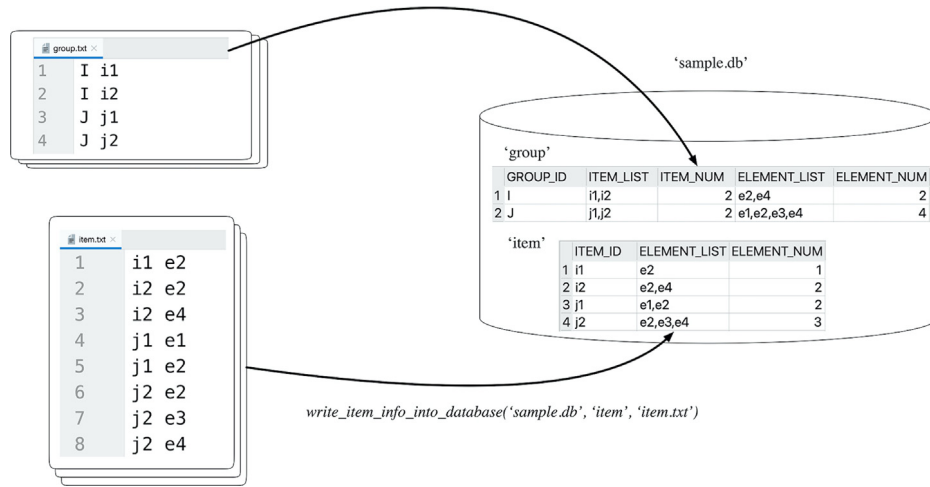 group.txt ×
1 I i1
2 I i2
3 J j1
4 J j2
item.txt ×
1 i1 e2
2 i2 e2
3 i2 e4
4 j1 e1
5 j1 e2
6 j2 e2
7 j2 e3
8 j2 e4
‘sample.db’
‘group’
GROUP_ID ITEM_LIST ITEM_NUM ELEMENT_LIST ELEMENT_NUM
1 I i1,i2 2 e2,e4 2
2 J j1,j2 2 e1,e2,e3,e4 4
‘item’
ITEM_ID ELEMENT_LIST ELEMENT_NUM
1 i1 e2 1
2 i2 e2,e4 2
3 j1 e1,e2 2
4 j2 e2,e3,e4 3
write_item_info_into_database(‘sample.db’, ‘item’, ‘item.txt’)